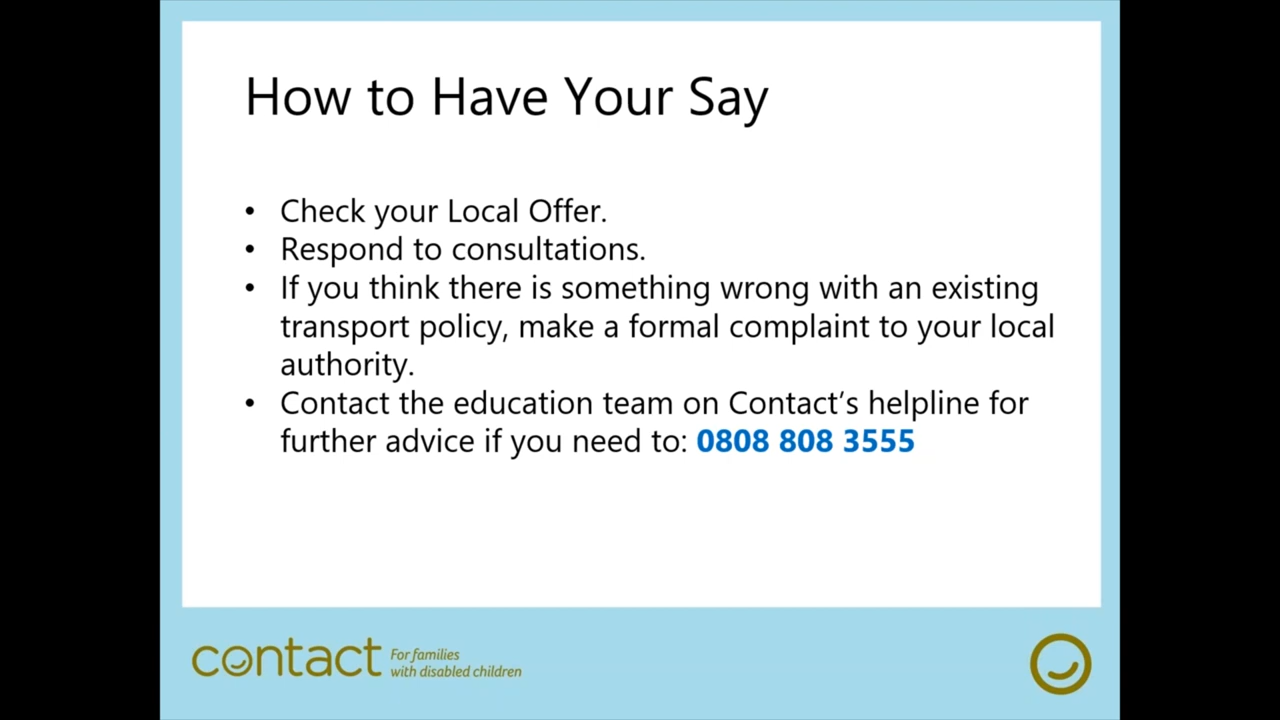 How to Have Your Say
• Check your Local Offer.
• Respond to consultations.
• If you think there is something wrong with an existing
transport policy, make a formal complaint to your local
authority.
• Contact the education team on Contact’s helpline for
further advice if you need to: 0808 808 3555
contact
For families
with disabled children